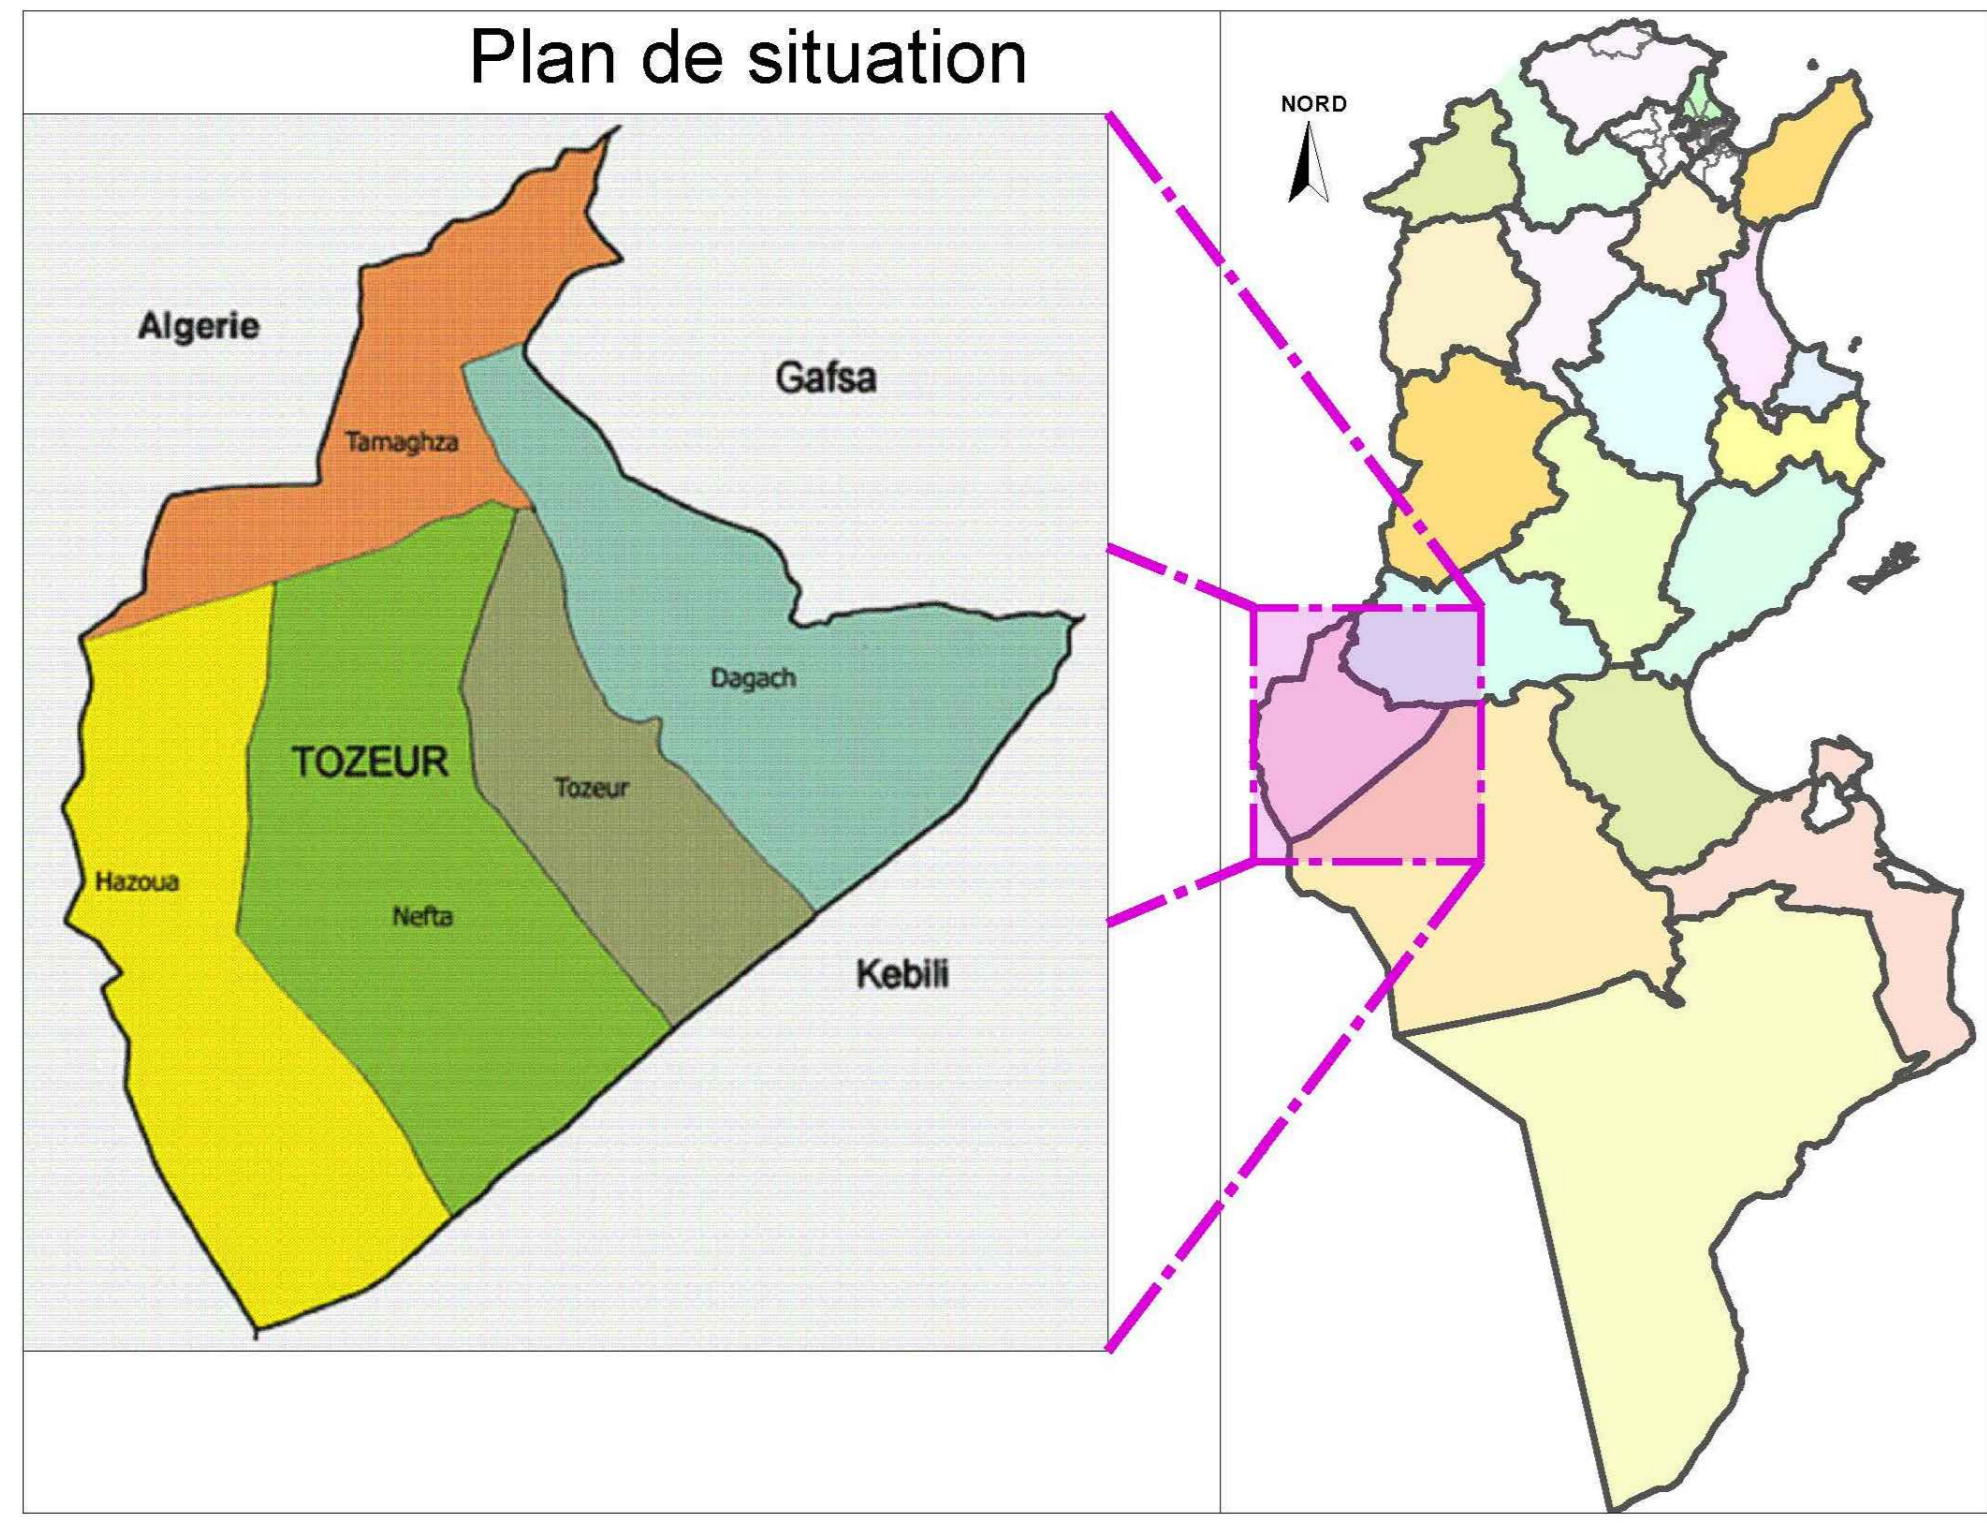 Plan de situation
NORD
Algerie
Gafsa
Tamaghza
Dagach
TOZEUR
Tozeur
Hazoua
Nefta
Kebili